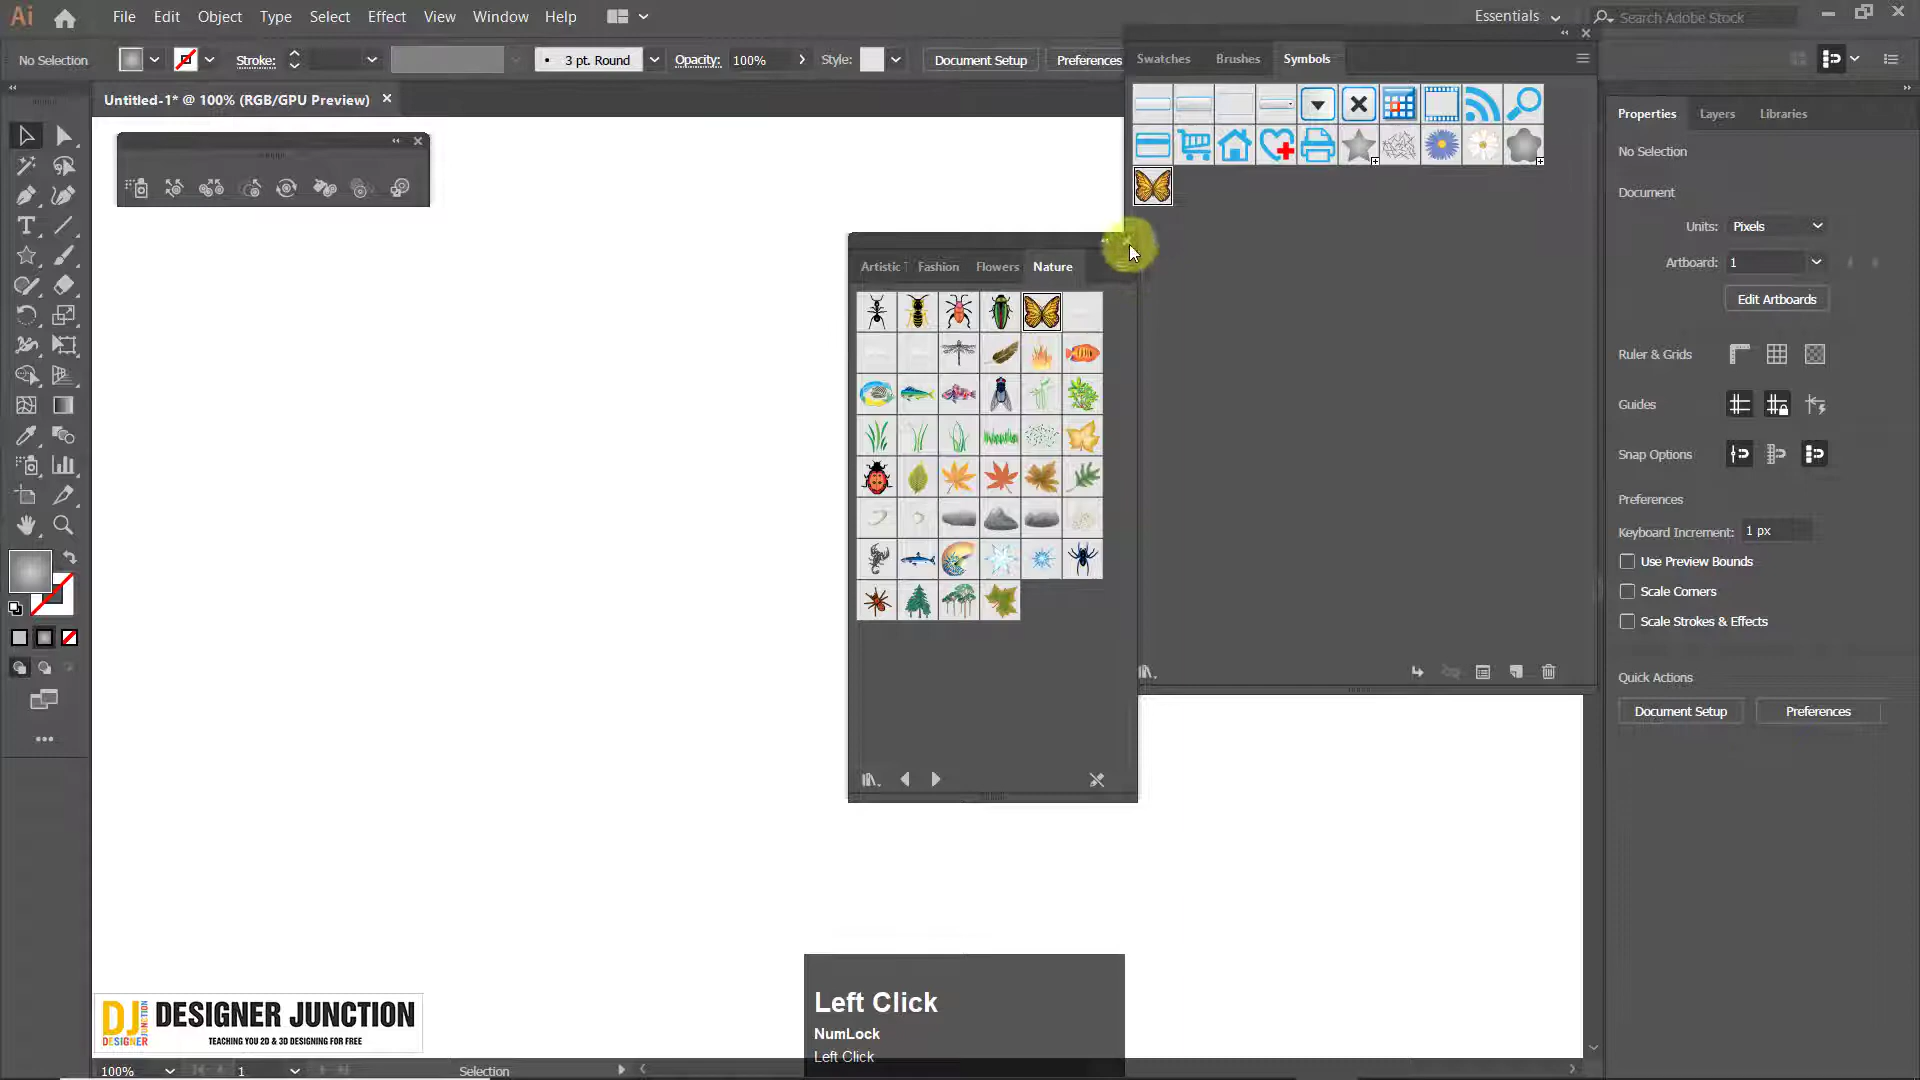 Ai File Edit Object Type Select Effect View Window Help Essentials Search Adobe Stock
No Selection Stroke: 3 pt. Round Opacity: 100% Style: Document Setup Preferences
Swatches Brushes Symbols
Untitled-1* @ 100% (RGB/GPU Preview)
Properties Layers Libraries
No Selection
Document
Units: Pixels
Artboard: 1
Edit Artboards
Artistic Fashion Flowers Nature
Ruler & Grids
Guides
Snap Options
Preferences
Keyboard Increment: 1 px
Use Preview Bounds
Scale Corners
Scale Strokes & Effects
Quick Actions
Document Setup Preferences
DJ DESIGNER JUNCTION
DESIGNER JUNCTION
TEACHING YOU 2D & 3D DESIGNING FOR FREE
Left Click
NumLock
Left Click
100% 1 Selection